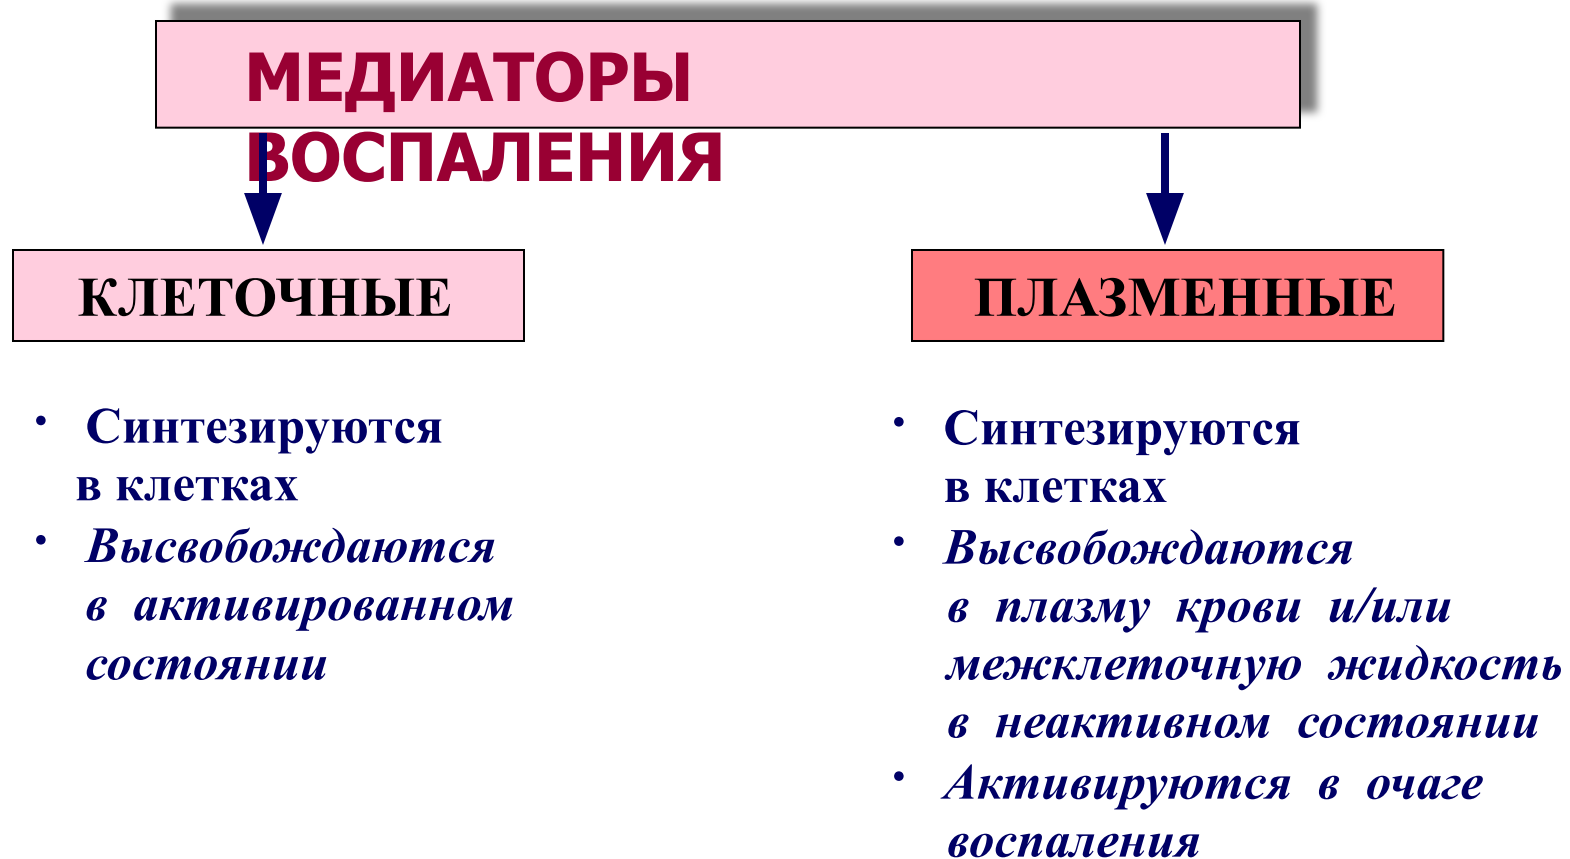 МЕДИАТОРЫ
ВОСПАЛЕНИЯ
КЛЕТОЧНЫЕ
• Синтезируются
в клетках
• Высвобождаются
в активированном
состоянии
ПЛАЗМЕННЫЕ
• Синтезируются
в клетках
• Высвобождаются
в плазму крови и/или
межклеточную жидкость
в неактивном состоянии
• Активируются в очаге
воспаления